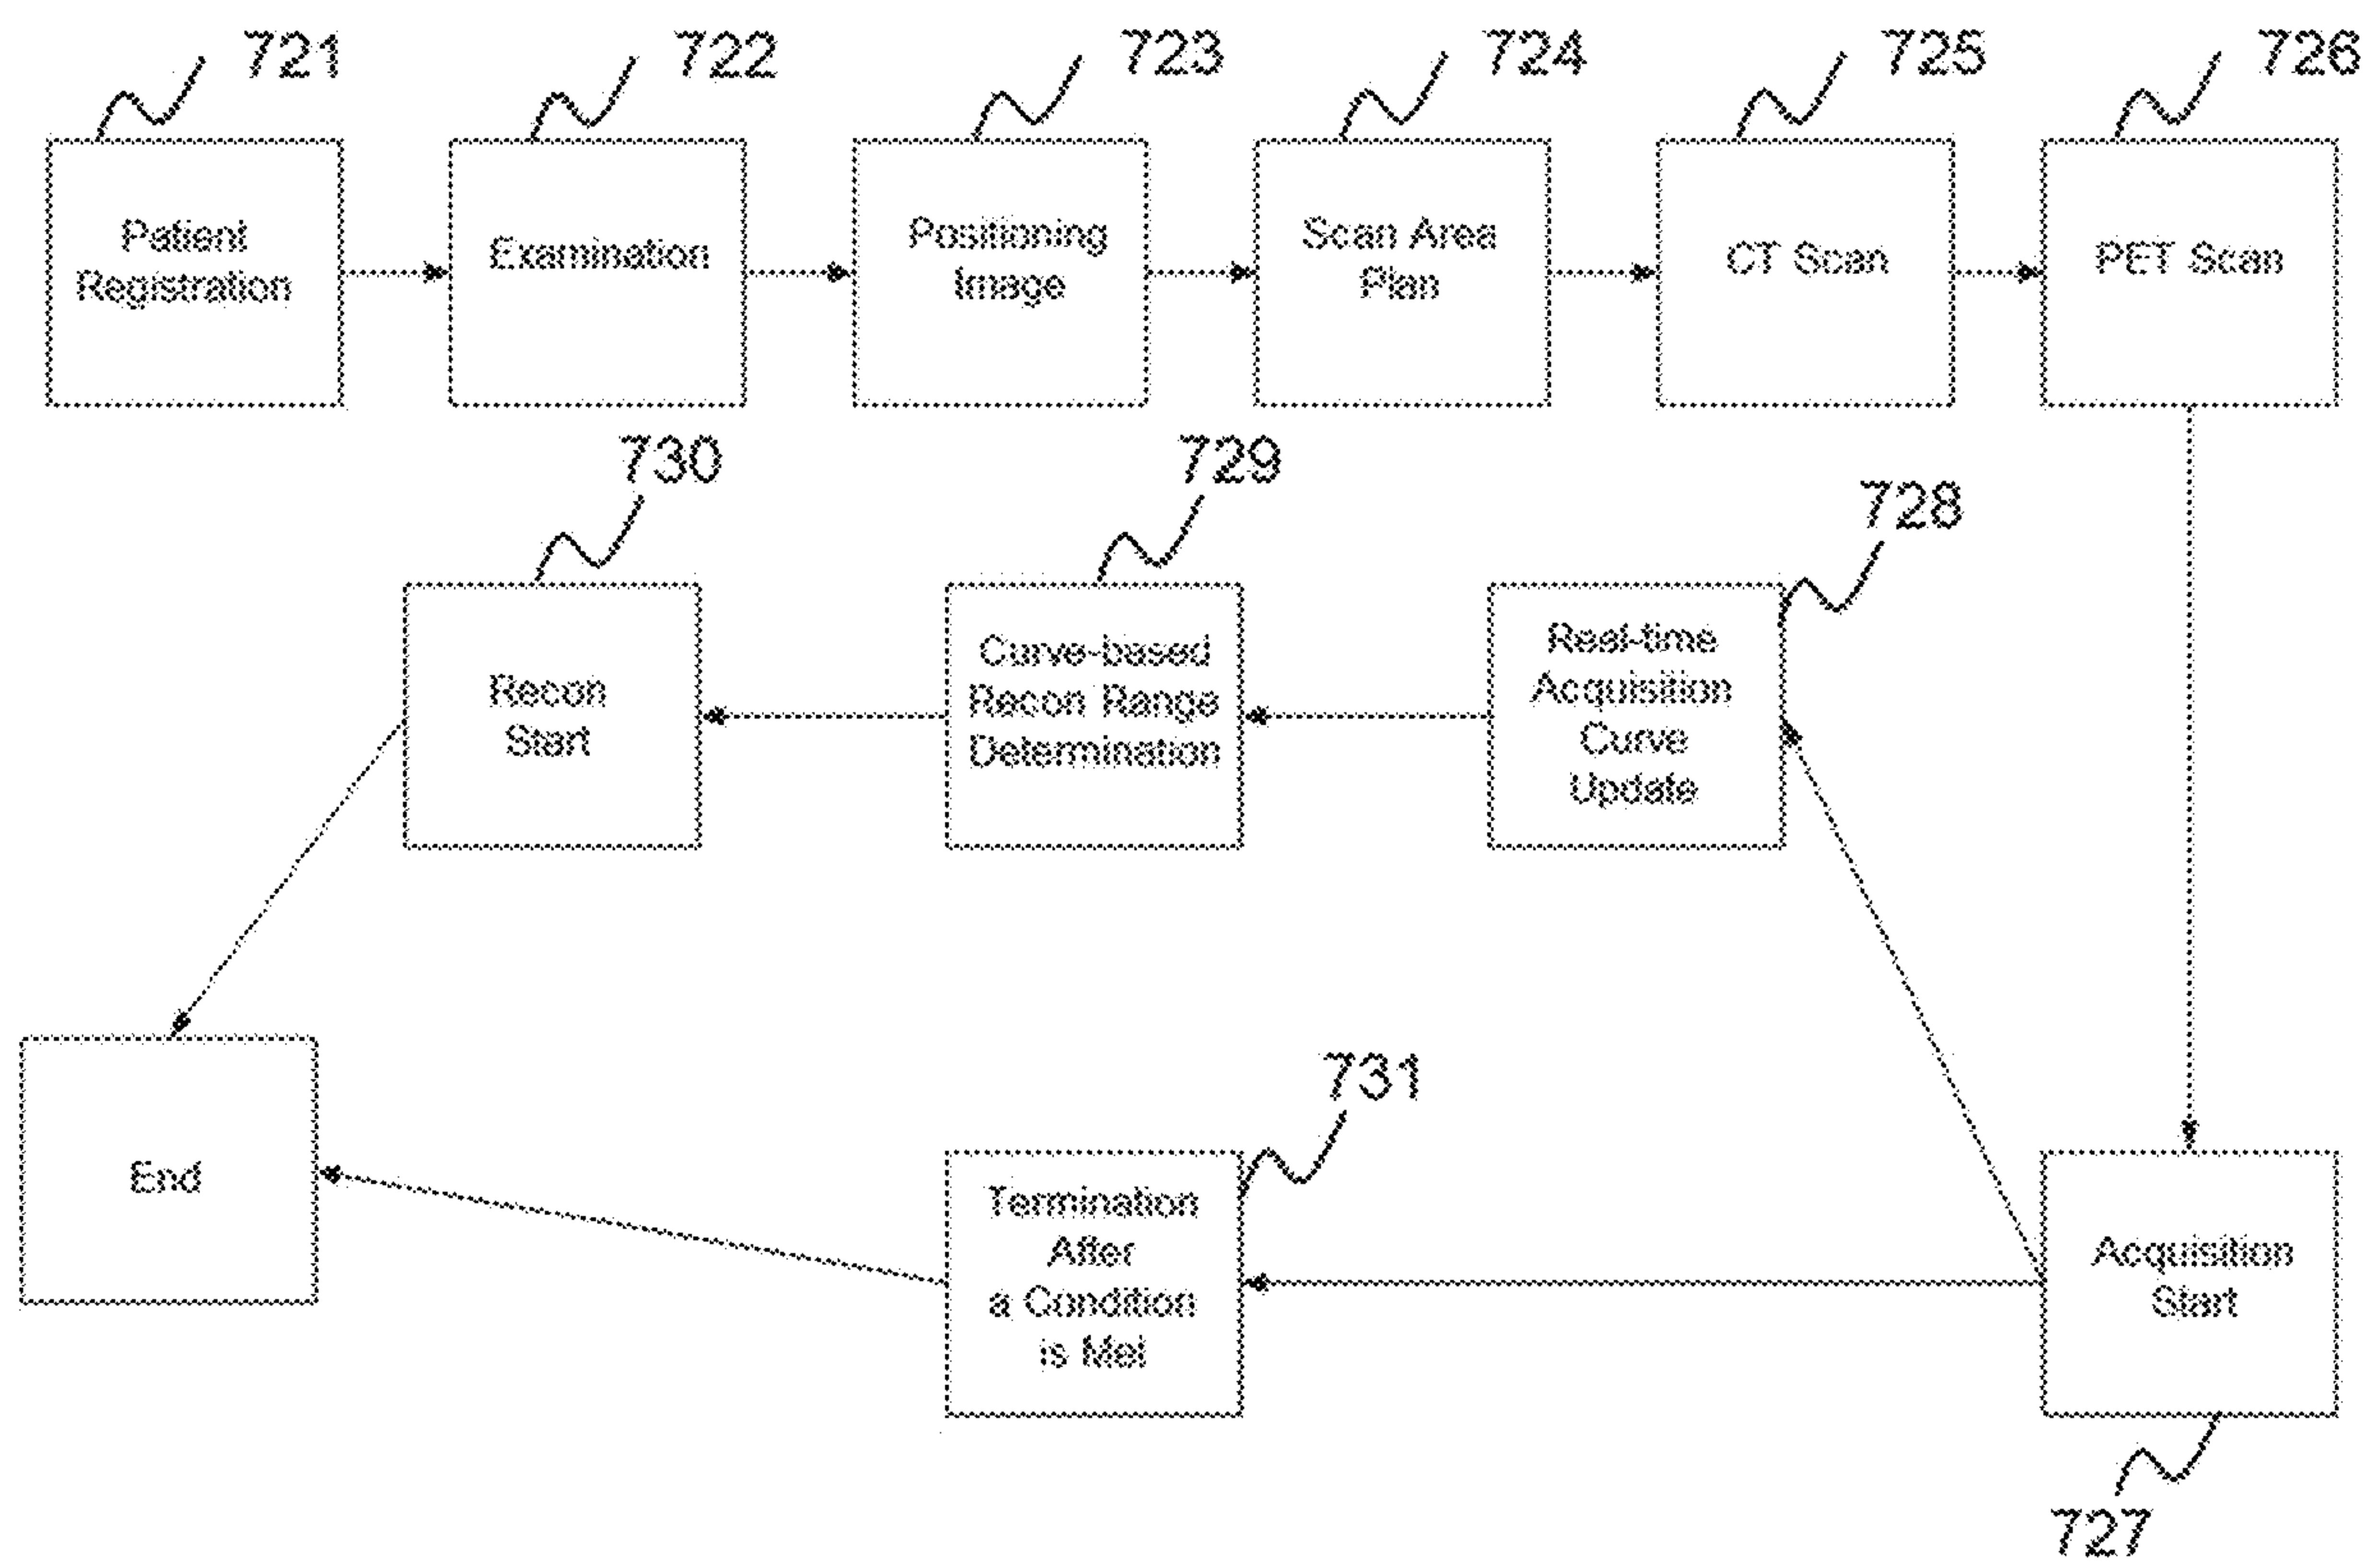 721
722
723
724
725
726
Patient
Registration
Examination
Positioning
Image
Scan Area
Plan
CT Scan
PET Scan
730
729
728
Recon
Start
Curve-based
Recon Range
Determination
Real-time
Acquisition
Curve
Update
End
731
Termination
After
a Condition
is Met
Acquisition
Start
727